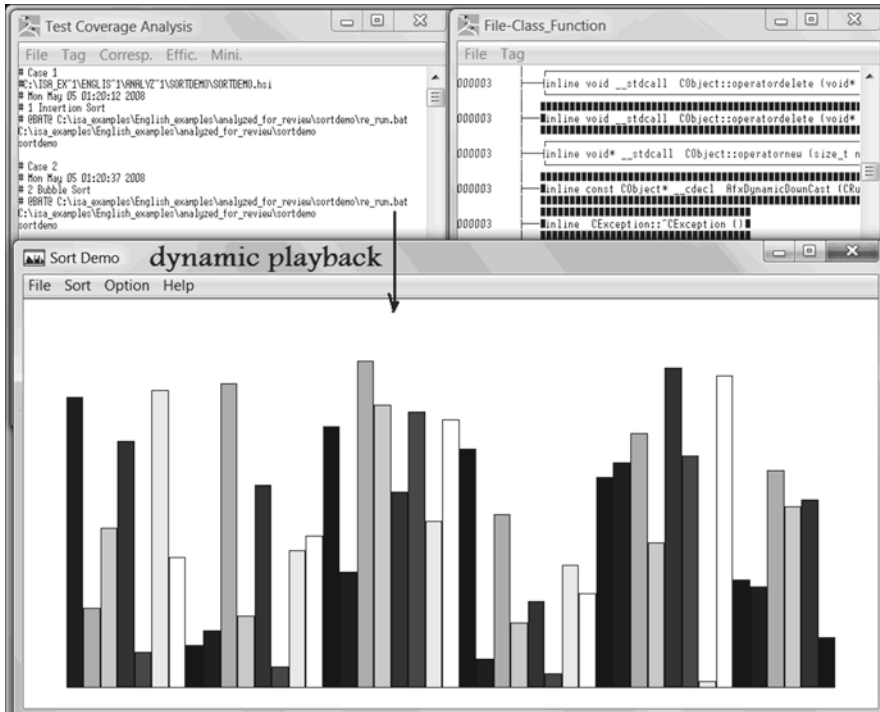 Test Coverage Analysis
File Tag Corresp. Effic. Mini.
# Case 1
#C:\ISA_EX~1\ENGLIS~1\ANALYZ~1\SORTDEMO\SORTDEMO.hsi
# Mon May 05 01:20:12 2008
# 1 Insertion Sort
# @BAT@ C:\isa_examples\English_examples\analyzed_for_review\sortdemo\re_run.bat
C:\isa_examples\English_examples\analyzed_for_review\sortdemo
sortdemo
# Case 2
# Mon May 05 01:20:37 2008
# 2 Bubble Sort
# @BAT@ C:\isa_examples\English_examples\analyzed_for_review\sortdemo\re_run.bat
C:\isa_examples\English_examples\analyzed_for_review\sortdemo
sortdemo
File-Class_Function
File Tag
000003 inline void __stdcall CObject::operatordelete (void*
000003 inline void __stdcall CObject::operatordelete (void*
000003 inline void* __stdcall CObject::operatornew (size_t n
000003 inline const CObject* __cdecl AfxDynamicDownCast (CRu
000003 inline CException::~CException ()
Sort Demo
dynamic playback
File Sort Option Help